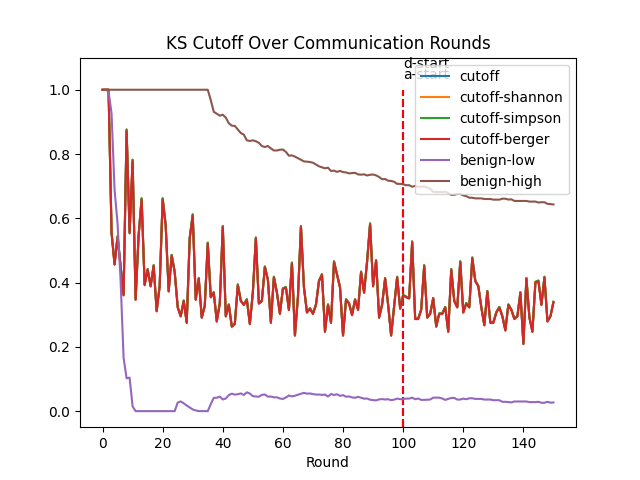 KS Cutoff Over Communication Rounds
d-start
a-start
cutoff
cutoff-shannon
cutoff-simpson
cutoff-berger
benign-low
benign-high
1.0
0.8
0.6
0.4
0.2
0.0
0 20 40 60 80 100 120 140
Round